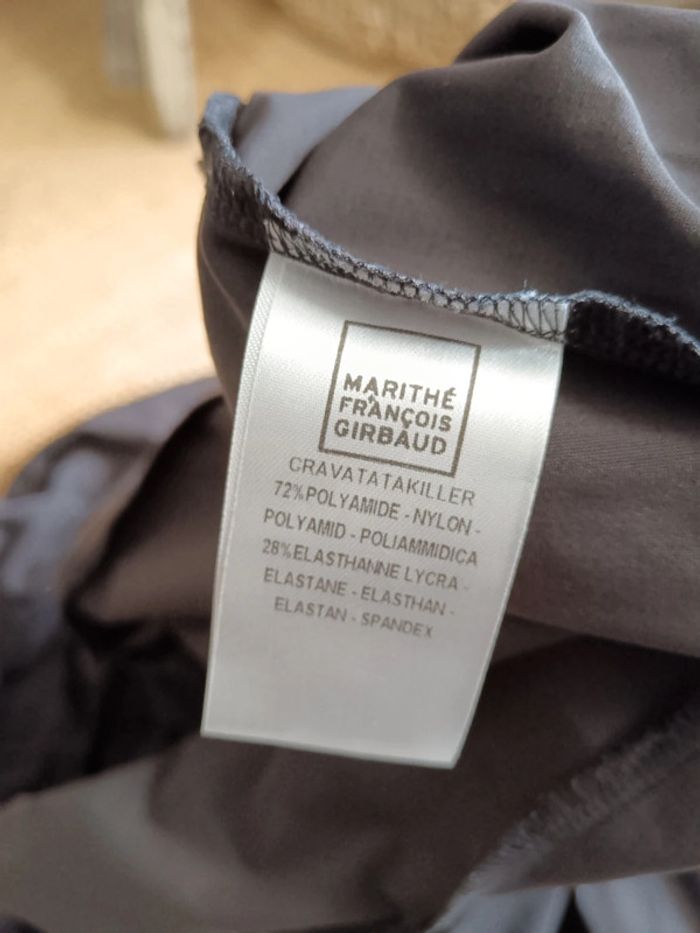 MARITHÉ
FRANÇOIS
GIRBAUD
CRAVATATAKILLER
72%POLYAMIDE - NYLON -
POLYAMID - POLIAMMIDICA
28%ELASTHANNE LYCRA -
ELASTANE - ELASTHAN -
ELASTAN - SPANDEX